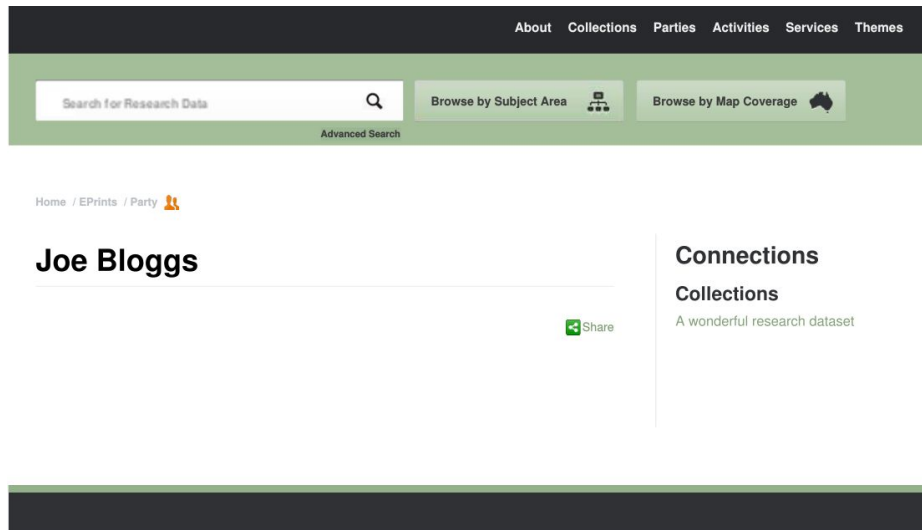 About Collections Parties Activities Services Themes
Search for Research Data
Browse by Subject Area
Browse by Map Coverage
Advanced Search
Home / EPrints / Party
Joe Bloggs
Share
Connections
Collections
A wonderful research dataset